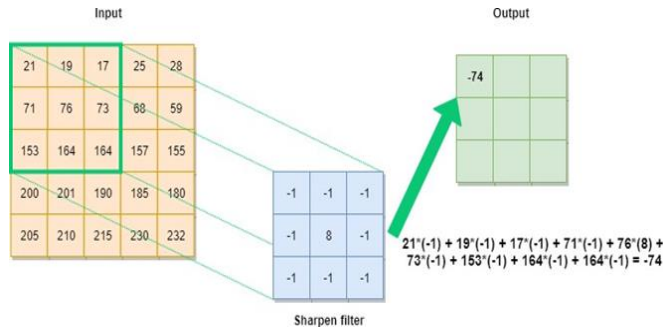 Input
Output
21 19 17 25 28
71 76 73 68 59
153 164 164 157 155
200 201 190 185 180
205 210 215 230 232
-74
-1 -1 -1
-1 8 -1
-1 -1 -1
21*(-1) + 19*(-1) + 17*(-1) + 71*(-1) + 76*(8) +
73*(-1) + 153*(-1) + 164*(-1) + 164*(-1) = -74
Sharpen filter